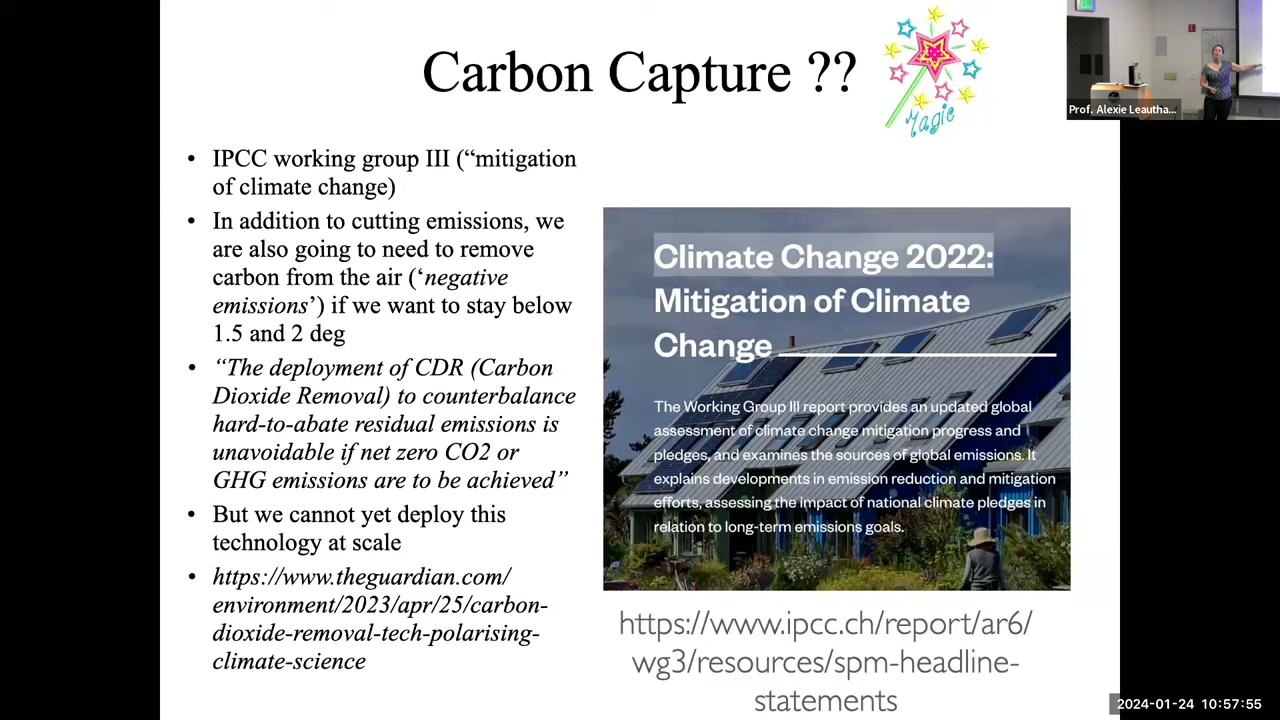 Carbon Capture ??
Magic
Prof. Alexie Leautha...
• IPCC working group III (“mitigation
of climate change)
• In addition to cutting emissions, we
are also going to need to remove
carbon from the air (‘negative
emissions’) if we want to stay below
1.5 and 2 deg
• “The deployment of CDR (Carbon
Dioxide Removal) to counterbalance
hard-to-abate residual emissions is
unavoidable if net zero CO2 or
GHG emissions are to be achieved”
• But we cannot yet deploy this
technology at scale
• https://www.theguardian.com/
environment/2023/apr/25/carbon-
dioxide-removal-tech-polarising-
climate-science
Climate Change 2022:
Mitigation of Climate
Change
The Working Group III report provides an updated global
assessment of climate change mitigation progress and
pledges, and examines the sources of global emissions. It
explains developments in emission reduction and mitigation
efforts, assessing the impact of national climate pledges in
relation to long-term emissions goals.
https://www.ipcc.ch/report/ar6/
wg3/resources/spm-headline-
statements
2024-01-24 10:57:55